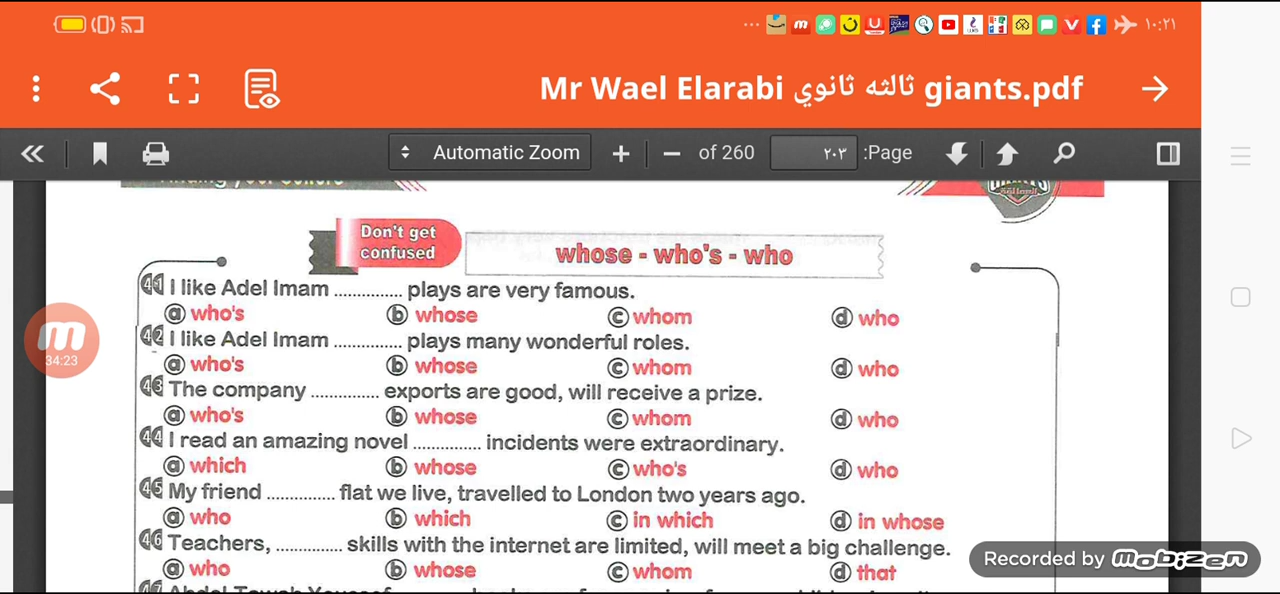 ١٠:٢١
Mr Wael Elarabi ثالثه ثانوي giants.pdf
Automatic Zoom
of 260
٢٠٣
:Page
Don't get
confused
whose - who's - who
41 I like Adel Imam .............. plays are very famous.
a who's b whose c whom d who
42 I like Adel Imam .............. plays many wonderful roles.
a who's b whose c whom d who
43 The company .............. exports are good, will receive a prize.
a who's b whose c whom d who
44 I read an amazing novel .............. incidents were extraordinary.
a which b whose c who's d who
45 My friend .............. flat we live, travelled to London two years ago.
a who b which c in which d in whose
46 Teachers, .............. skills with the internet are limited, will meet a big challenge.
a who b whose c whom d that
34:23
Recorded by Mobizen